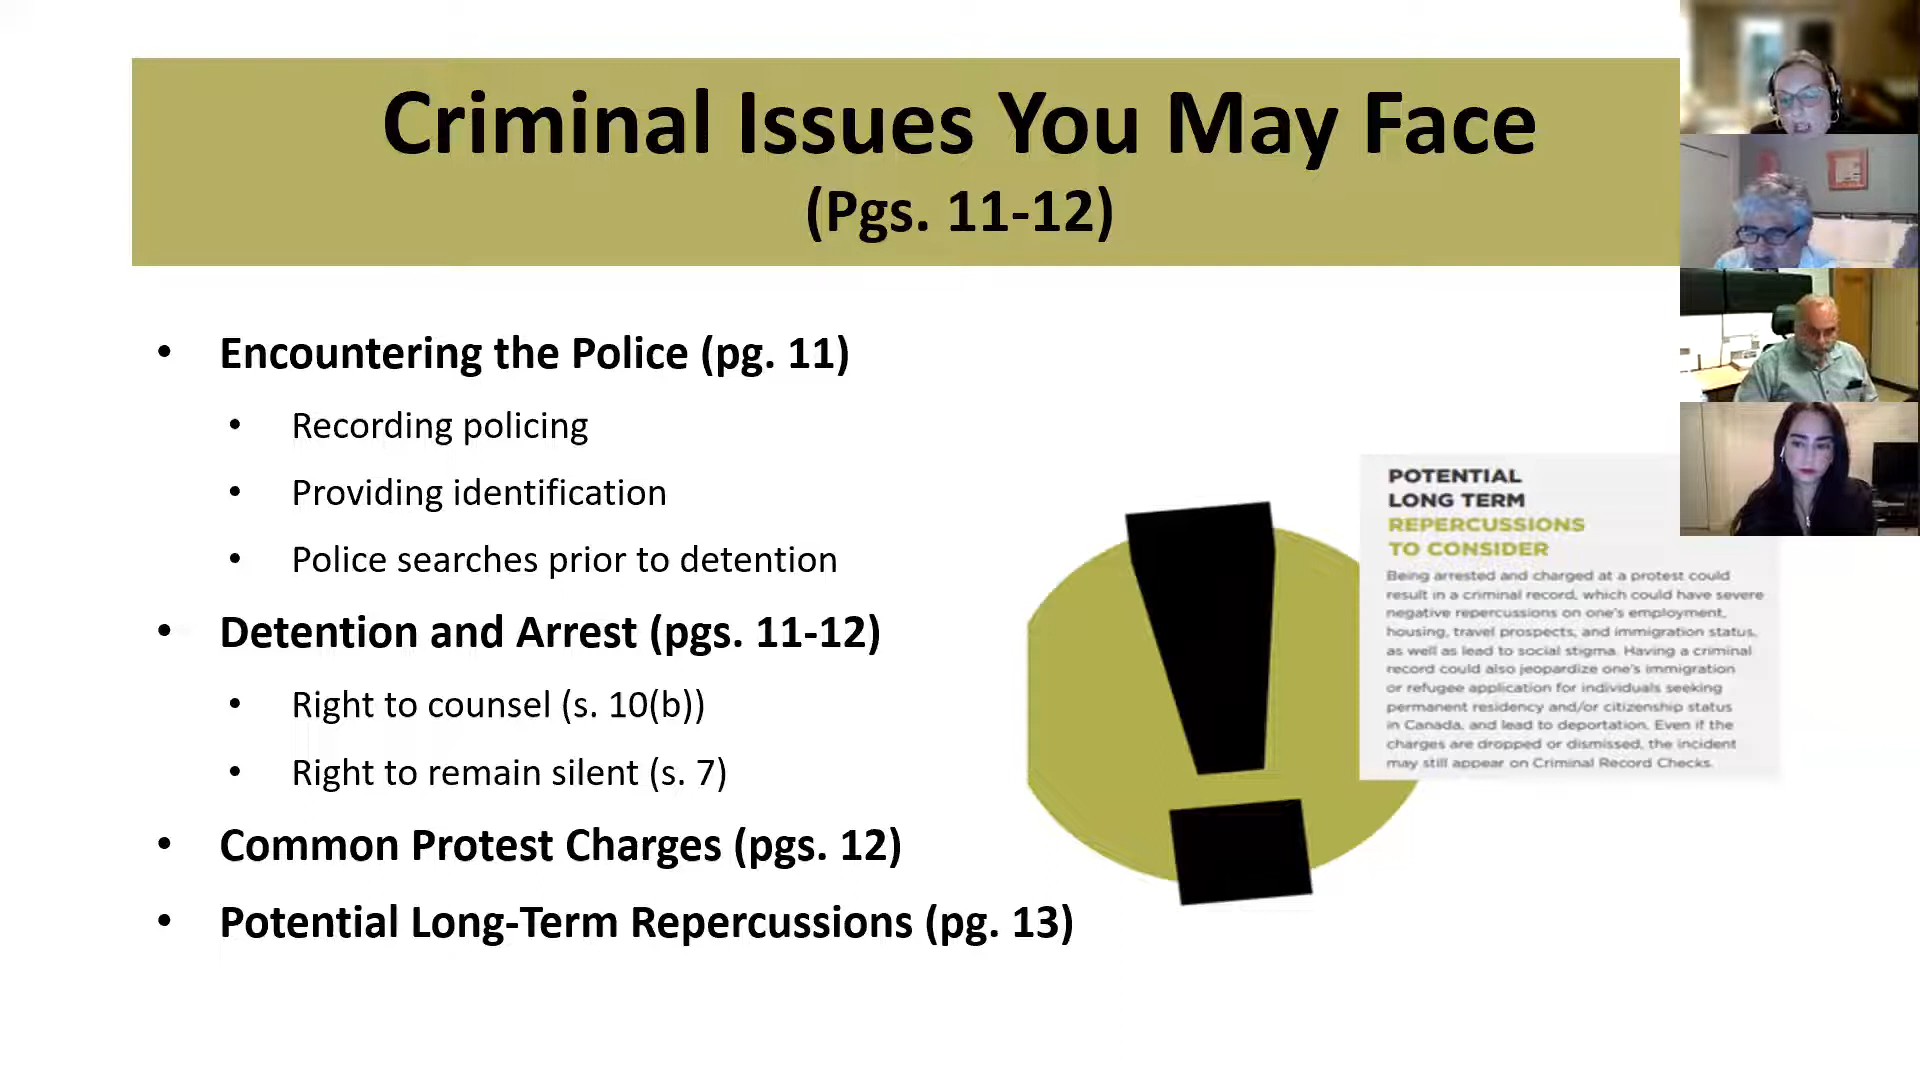 Criminal Issues You May Face
(Pgs. 11-12)
• Encountering the Police (pg. 11)
• Recording policing
• Providing identification
• Police searches prior to detention
• Detention and Arrest (pgs. 11-12)
• Right to counsel (s. 10(b))
• Right to remain silent (s. 7)
• Common Protest Charges (pgs. 12)
• Potential Long-Term Repercussions (pg. 13)
POTENTIAL
LONG TERM
REPERCUSSIONS
TO CONSIDER
Being arrested and charged at a protest could
result in a criminal record, which could have severe
negative repercussions on one's employment,
housing, travel prospects, and immigration status,
as well as lead to social stigma. Having a criminal
record could also jeopardize one's immigration
or refugee application for individuals seeking
permanent residency and/or citizenship status
in Canada, and lead to deportation. Even if the
charges are dropped or dismissed, the incident
may still appear on Criminal Record Checks.